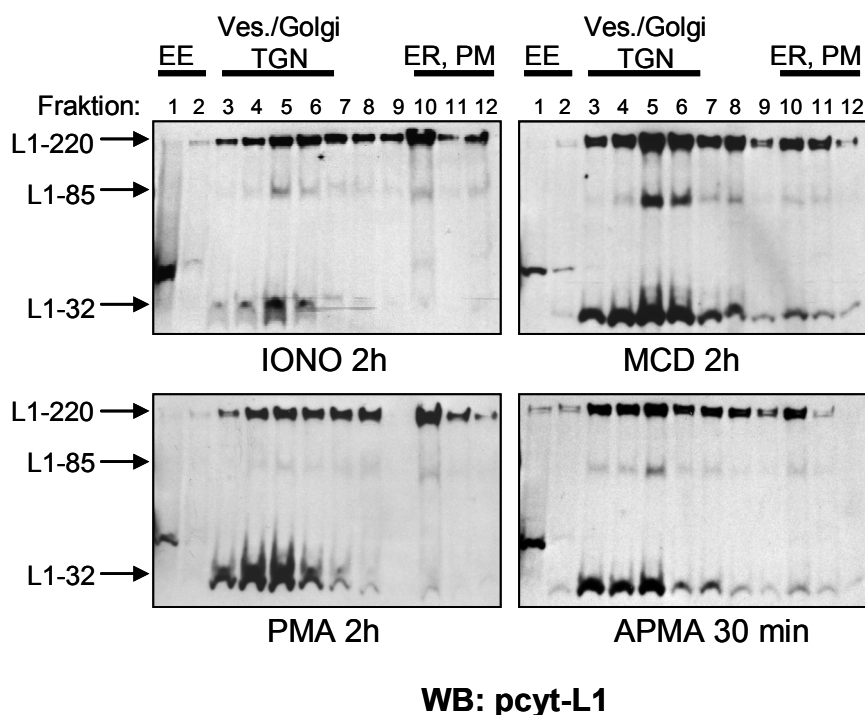 Ves./Golgi Ves./Golgi
EE TGN ER, PM EE TGN ER, PM
Fraktion: 1 2 3 4 5 6 7 8 9 10 11 12 1 2 3 4 5 6 7 8 9 10 11 12
L1-220
L1-85
L1-32
IONO 2h MCD 2h
L1-220
L1-85
L1-32
PMA 2h APMA 30 min
WB: pcyt-L1